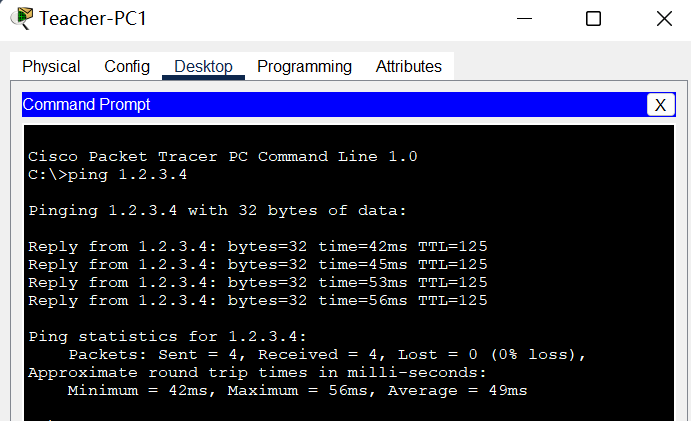 Teacher-PC1
Physical Config Desktop Programming Attributes
Command Prompt X
Cisco Packet Tracer PC Command Line 1.0
C:\>ping 1.2.3.4
Pinging 1.2.3.4 with 32 bytes of data:
Reply from 1.2.3.4: bytes=32 time=42ms TTL=125
Reply from 1.2.3.4: bytes=32 time=45ms TTL=125
Reply from 1.2.3.4: bytes=32 time=53ms TTL=125
Reply from 1.2.3.4: bytes=32 time=56ms TTL=125
Ping statistics for 1.2.3.4:
Packets: Sent = 4, Received = 4, Lost = 0 (0% loss),
Approximate round trip times in milli-seconds:
Minimum = 42ms, Maximum = 56ms, Average = 49ms